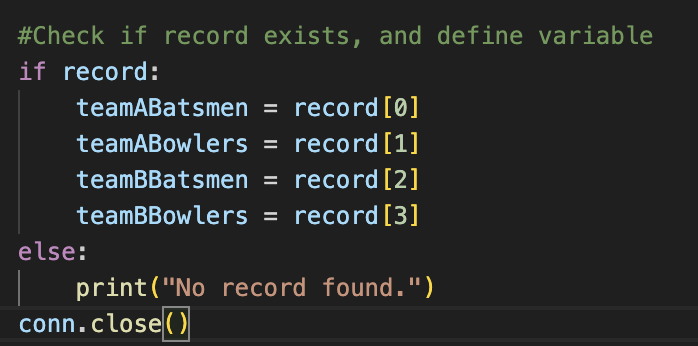 #Check if record exists, and define variable
if record:
    teamABatsmen = record[0]
    teamABowlers = record[1]
    teamBBatsmen = record[2]
    teamBBowlers = record[3]
else:
    print("No record found.")
conn.close()